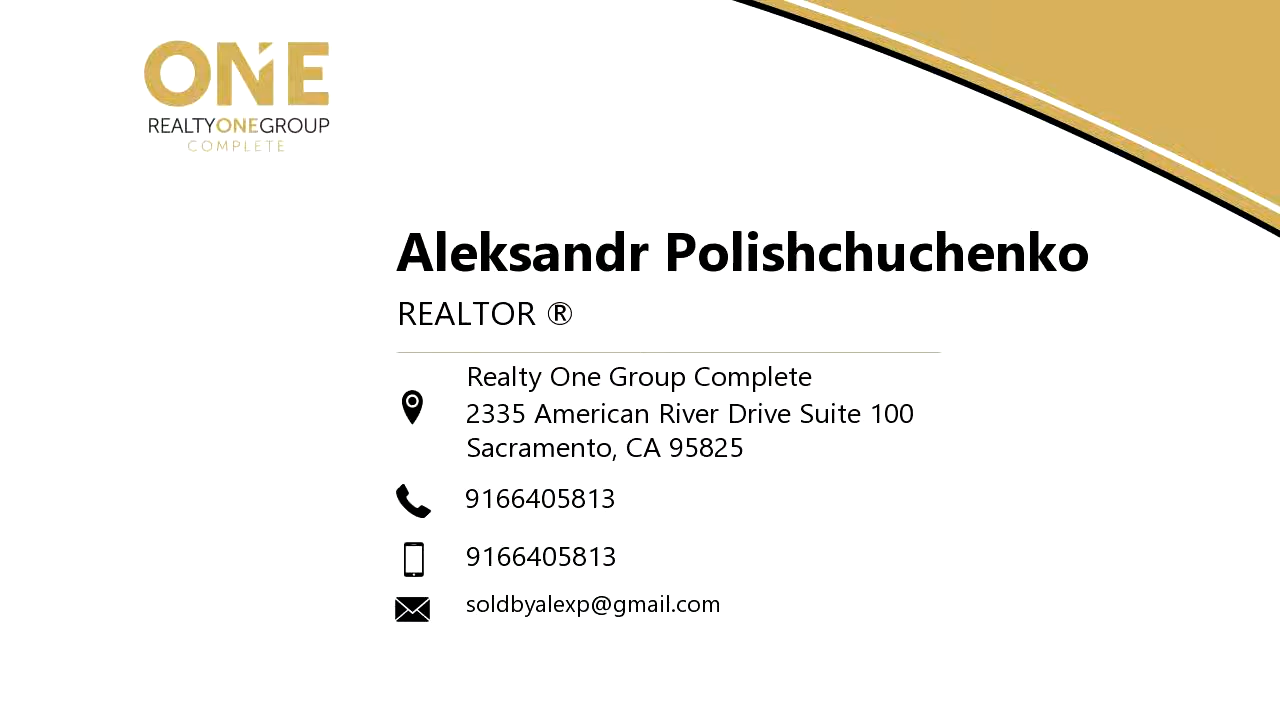 ONE
REALTYONEGROUP
COMPLETE
Aleksandr Polishchuchenko
REALTOR ®
Realty One Group Complete
2335 American River Drive Suite 100
Sacramento, CA 95825
9166405813
9166405813
soldbyalexp@gmail.com